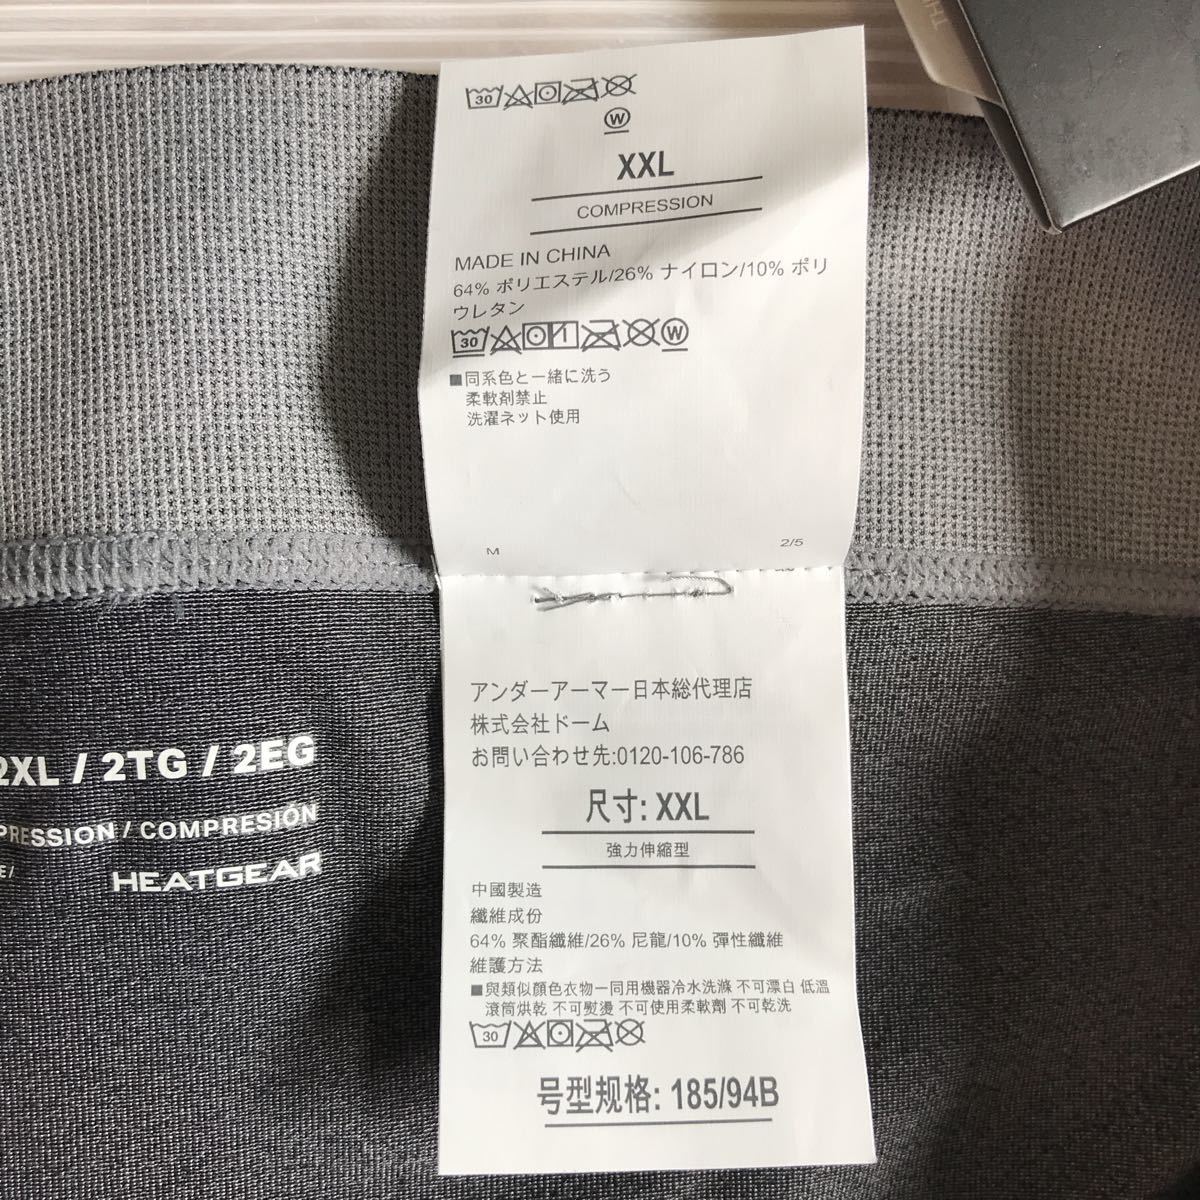 30
W
XXL
COMPRESSION
MADE IN CHINA
64% ポリエステル/26% ナイロン/10% ポリ
ウレタン
30 W
■同系色と一緒に洗う
柔軟剤禁止
洗濯ネット使用
M 2/5
アンダーアーマー日本総代理店
株式会社ドーム
お問い合わせ先:0120-106-786
尺寸: XXL
強力伸縮型
中國製造
纖維成份
64% 聚酯纖維/26% 尼龍/10% 彈性纖維
維護方法
■與類似顏色衣物一同用機器冷水洗滌 不可漂白 低溫
滾筒烘乾 不可熨燙 不可使用柔軟劑 不可乾洗
30
号型规格: 185/94B
2XL / 2TG / 2EG
PRESSION / COMPRESIÓN
E/
HEATGEAR